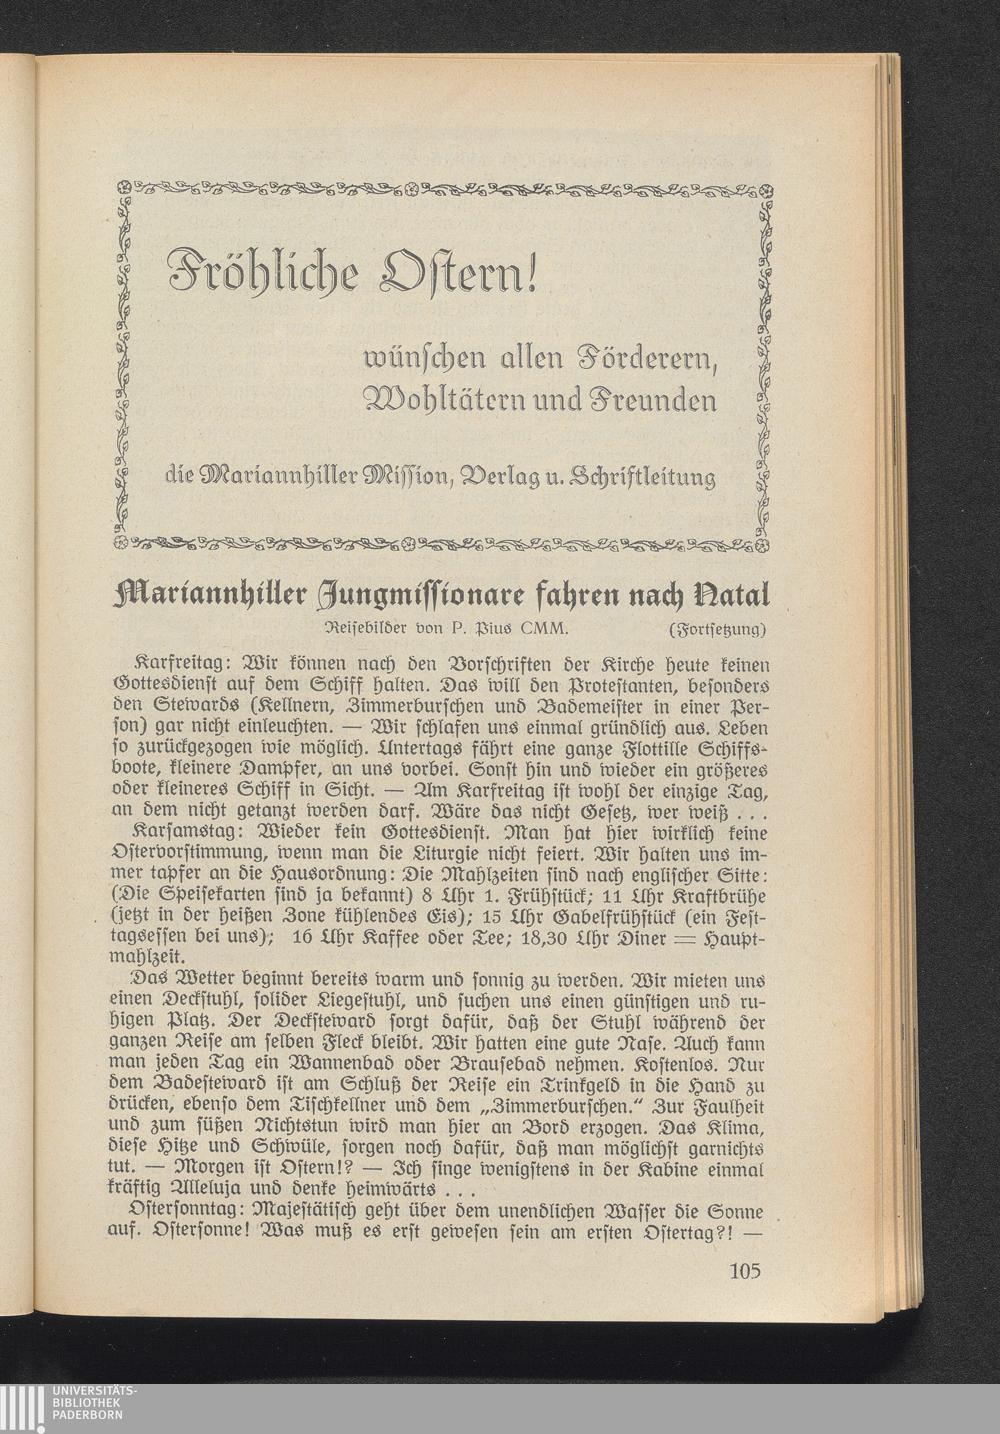 Fröhliche Ostern!
wünschen allen Förderern,
Wohltätern und Freunden
die Mariannhiller Mission, Verlag u. Schriftleitung
Mariannhiller Jungmissionare fahren nach Natal
Reisebilder von P. Pius CMM. (Fortsetzung)
Karfreitag: Wir können nach den Vorschriften der Kirche heute keinen
Gottesdienst auf dem Schiff halten. Das will den Protestanten, besonders
den Stewards (Kellnern, Zimmerburschen und Bademeister in einer Per-
son) gar nicht einleuchten. — Wir schlafen uns einmal gründlich aus. Leben
so zurückgezogen wie möglich. Untertags fährt eine ganze Flottille Schiffs-
boote, kleinere Dampfer, an uns vorbei. Sonst hin und wieder ein größeres
oder kleineres Schiff in Sicht. — Am Karfreitag ist wohl der einzige Tag,
an dem nicht getanzt werden darf. Wäre das nicht Gesetz, wer weiß . . .
Karsamstag: Wieder kein Gottesdienst. Man hat hier wirklich keine
Ostervorstimmung, wenn man die Liturgie nicht feiert. Wir halten uns im-
mer tapfer an die Hausordnung: Die Mahlzeiten sind nach englischer Sitte:
(Die Speisekarten sind ja bekannt) 8 Uhr 1. Frühstück; 11 Uhr Kraftbrühe
(jetzt in der heißen Zone kühlendes Eis); 15 Uhr Gabelfrühstück (ein Fest-
tagsessen bei uns); 16 Uhr Kaffee oder Tee; 18,30 Uhr Diner = Haupt-
mahlzeit.
Das Wetter beginnt bereits warm und sonnig zu werden. Wir mieten uns
einen Deckstuhl, solider Liegestuhl, und suchen uns einen günstigen und ru-
higen Platz. Der Decksteward sorgt dafür, daß der Stuhl während der
ganzen Reise am selben Fleck bleibt. Wir hatten eine gute Nase. Auch kann
man jeden Tag ein Wannenbad oder Brausebad nehmen. Kostenlos. Nur
dem Badesteward ist am Schluß der Reise ein Trinkgeld in die Hand zu
drücken, ebenso dem Tischkellner und dem „Zimmerburschen.“ Zur Faulheit
und zum süßen Nichtstun wird man hier an Bord erzogen. Das Klima,
diese Hitze und Schwüle, sorgen noch dafür, daß man möglichst garnichts
tut. — Morgen ist Ostern!? — Ich singe wenigstens in der Kabine einmal
kräftig Alleluja und denke heimwärts . . .
Ostersonntag: Majestätisch geht über dem unendlichen Wasser die Sonne
auf. Ostersonne! Was muß es erst gewesen sein am ersten Ostertag?! —
105
UNIVERSITÄTS-
BIBLIOTHEK
PADERBORN